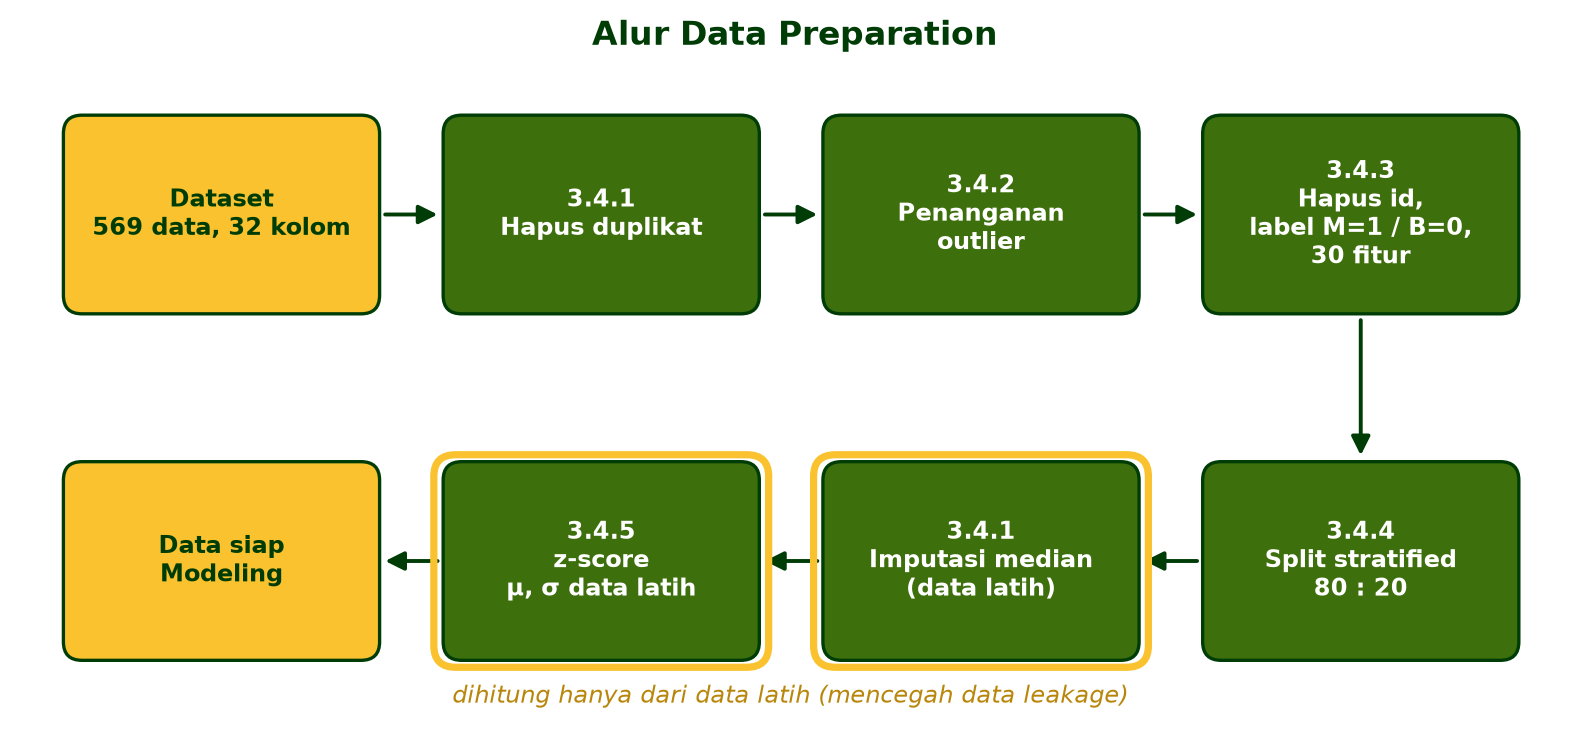 Alur Data Preparation
Dataset
569 data, 32 kolom
3.4.1
Hapus duplikat
3.4.2
Penanganan
outlier
3.4.3
Hapus id,
label M=1 / B=0,
30 fitur
3.4.4
Split stratified
80 : 20
3.4.1
Imputasi median
(data latih)
3.4.5
z-score
μ, σ data latih
Data siap
Modeling
dihitung hanya dari data latih (mencegah data leakage)